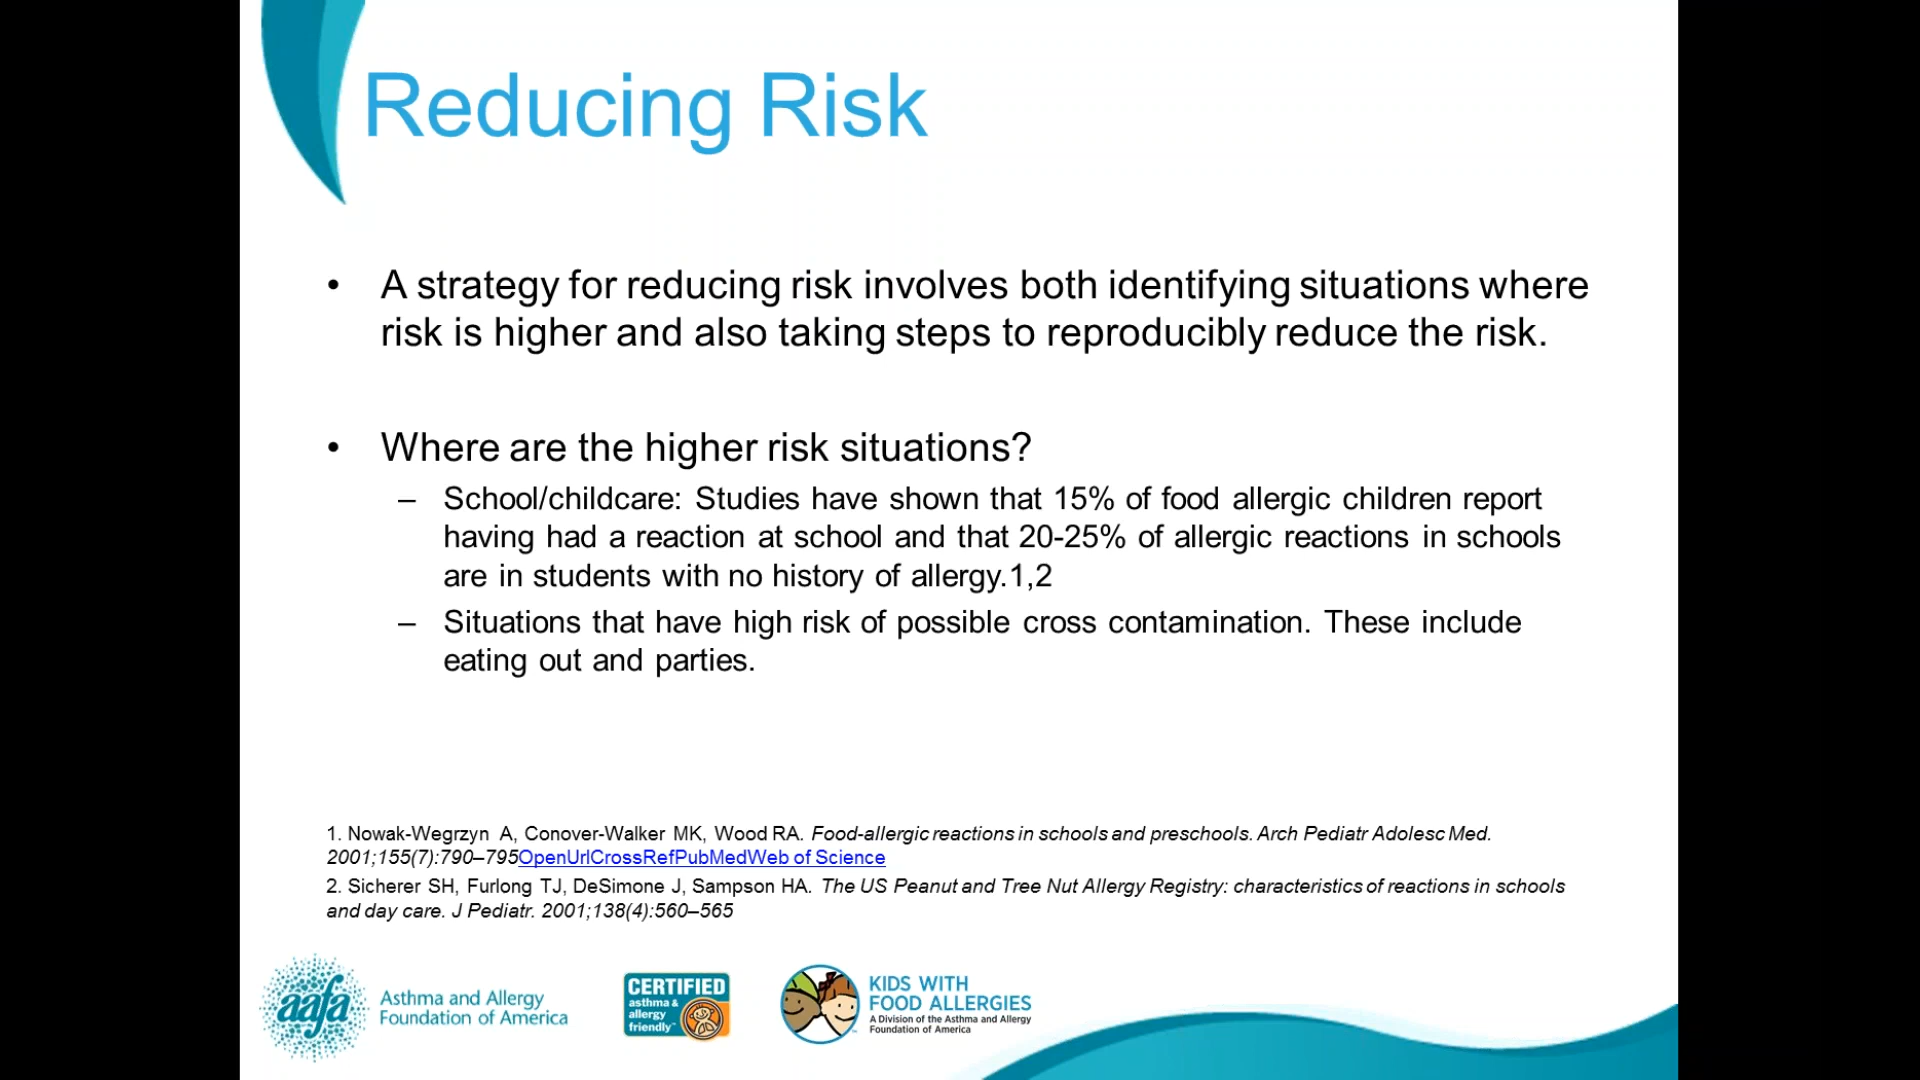 Reducing Risk
• A strategy for reducing risk involves both identifying situations where
risk is higher and also taking steps to reproducibly reduce the risk.
• Where are the higher risk situations?
– School/childcare: Studies have shown that 15% of food allergic children report
having had a reaction at school and that 20-25% of allergic reactions in schools
are in students with no history of allergy.1,2
– Situations that have high risk of possible cross contamination. These include
eating out and parties.
1. Nowak-Wegrzyn A, Conover-Walker MK, Wood RA. Food-allergic reactions in schools and preschools. Arch Pediatr Adolesc Med.
2001;155(7):790–795OpenUrlCrossRefPubMedWeb of Science
2. Sicherer SH, Furlong TJ, DeSimone J, Sampson HA. The US Peanut and Tree Nut Allergy Registry: characteristics of reactions in schools
and day care. J Pediatr. 2001;138(4):560–565
aafa
Asthma and Allergy
Foundation of America
CERTIFIED
asthma &
allergy
friendly™
KIDS WITH
FOOD ALLERGIES
A Division of the Asthma and Allergy
Foundation of America